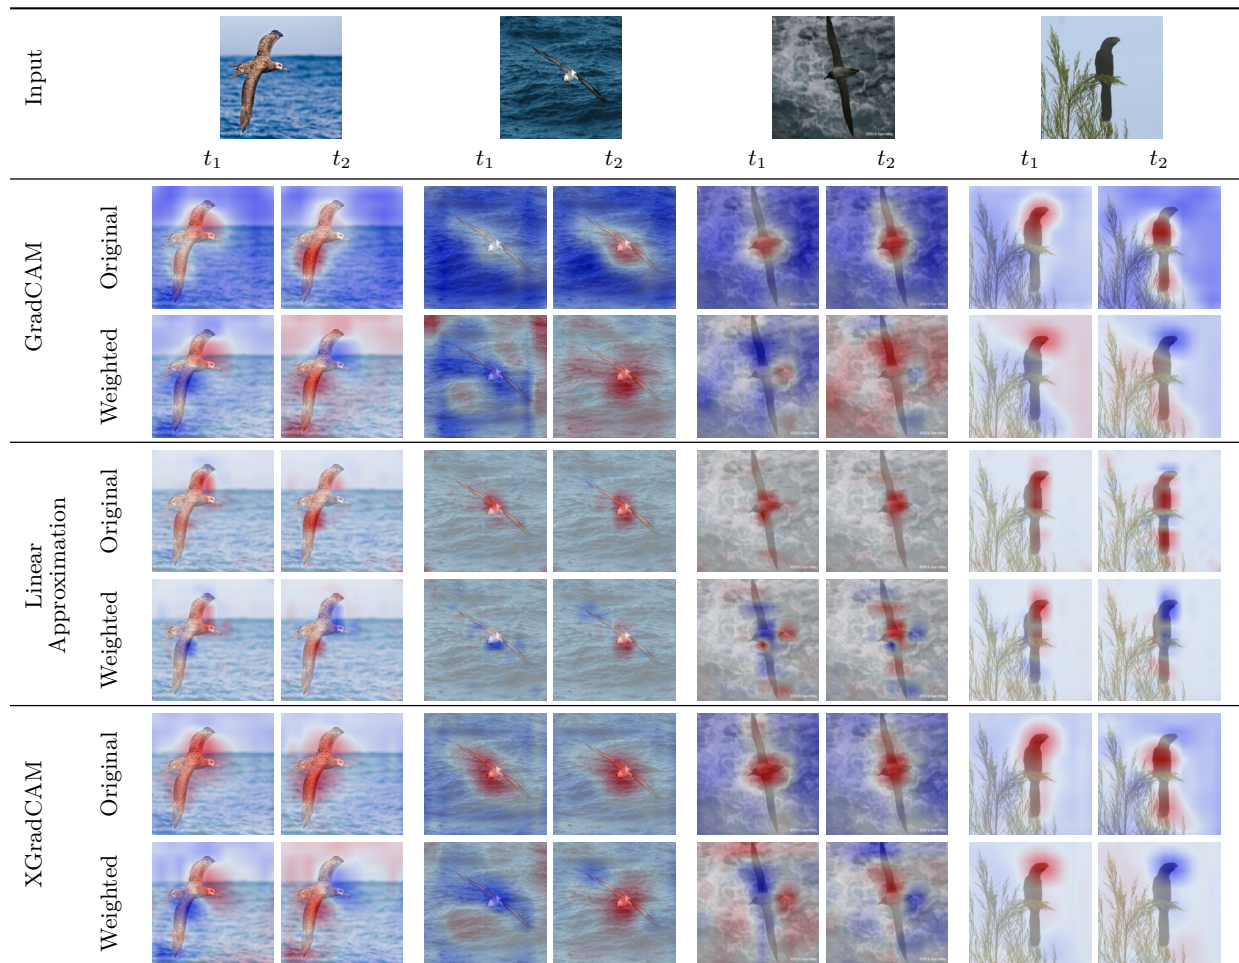 Input
t1 t2 t1 t2 t1 t2 t1 t2
GradCAM
Original
Weighted
Linear
Approximation
Original
Weighted
XGradCAM
Original
Weighted